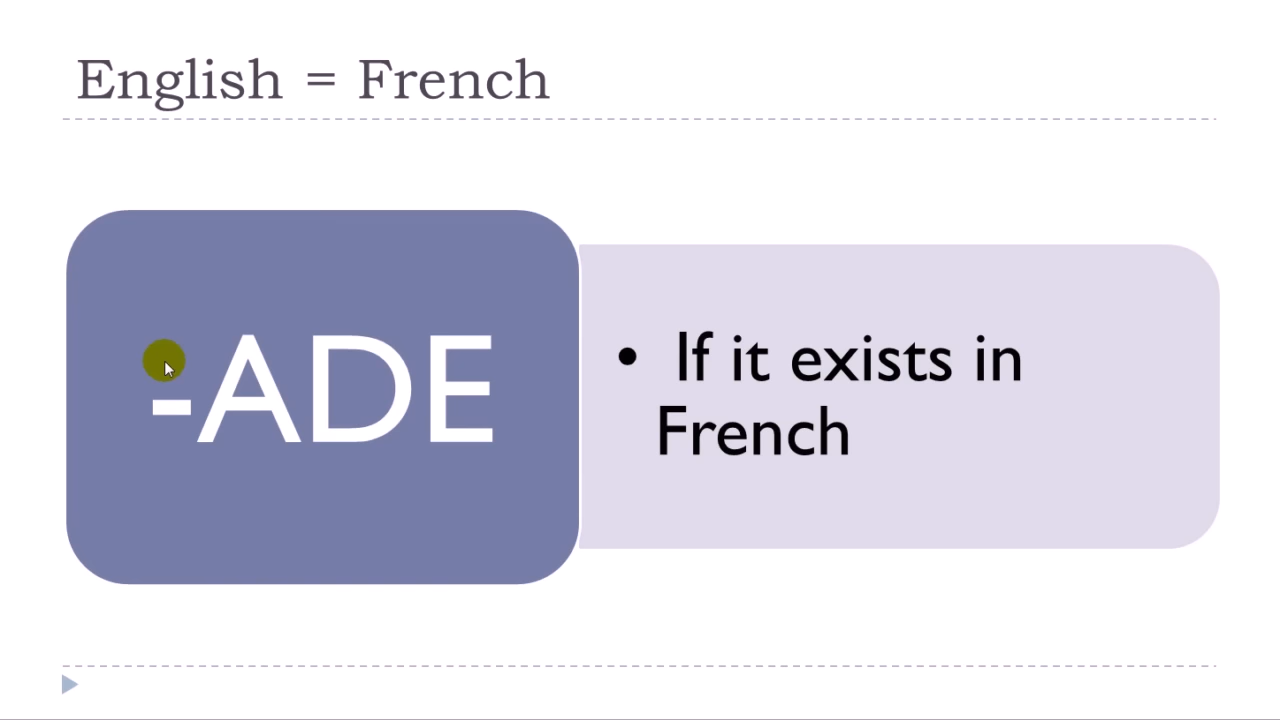 English = French
-ADE
• If it exists in
French